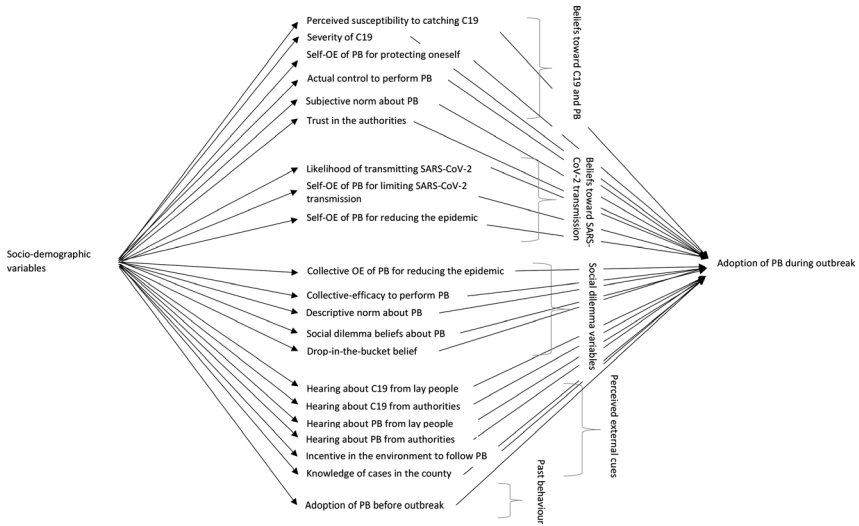 Perceived susceptibility to catching C19
Severity of C19
Self-OE of PB for protecting oneself
Actual control to perform PB
Subjective norm about PB
Trust in the authorities
Beliefs toward C19 and PB
Likelihood of transmitting SARS-CoV-2
Self-OE of PB for limiting SARS-CoV-2
transmission
Self-OE of PB for reducing the epidemic
Beliefs toward SARS-
CoV-2 transmission
Socio-demographic
variables
Adoption of PB during outbreak
Collective OE of PB for reducing the epidemic
Collective-efficacy to perform PB
Descriptive norm about PB
Social dilemma beliefs about PB
Drop-in-the-bucket belief
Social dilemma variables
Hearing about C19 from lay people
Hearing about C19 from authorities
Hearing about PB from lay people
Hearing about PB from authorities
Incentive in the environment to follow PB
Knowledge of cases in the county
Perceived external cues
Adoption of PB before outbreak
Past behaviour